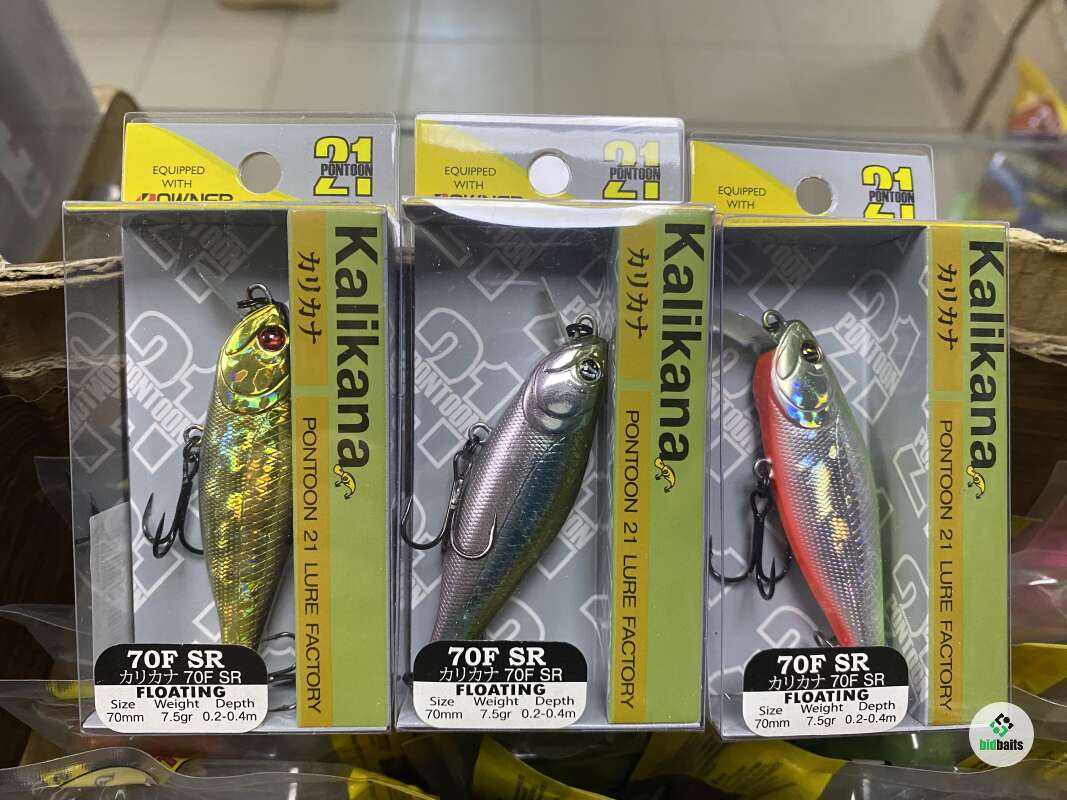 EQUIPPED
WITH
OWNER
21
PONTOON
Kalikana
カリカナ
PONTOON 21 LURE FACTORY
70F SR
カリカナ 70F SR
FLOATING
Size Weight Depth
70mm 7.5gr 0.2-0.4m
EQUIPPED
WITH
OWNER
21
PONTOON
Kalikana
カリカナ
PONTOON 21 LURE FACTORY
70F SR
カリカナ 70F SR
FLOATING
Size Weight Depth
70mm 7.5gr 0.2-0.4m
EQUIPPED
WITH
21
PONTOON
Kalikana
カリカナ
PONTOON 21 LURE FACTORY
70F SR
カリカナ 70F SR
FLOATING
Size Weight Depth
70mm 7.5gr 0.2-0.4m
bidbaits